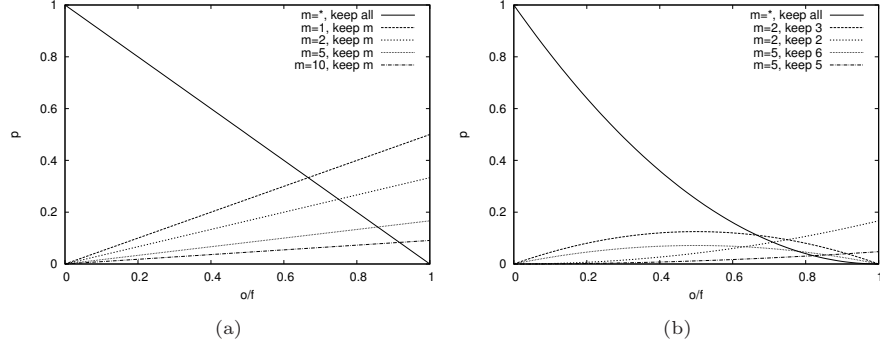 1
0.8
0.6
0.4
0.2
0
p
m=*, keep all
m=1, keep m
m=2, keep m
m=5, keep m
m=10, keep m
0 0.2 0.4 0.6 0.8 1
o/f
(a)
1
0.8
0.6
0.4
0.2
0
p
m=*, keep all
m=2, keep 3
m=2, keep 2
m=5, keep 6
m=5, keep 5
0 0.2 0.4 0.6 0.8 1
o/f
(b)